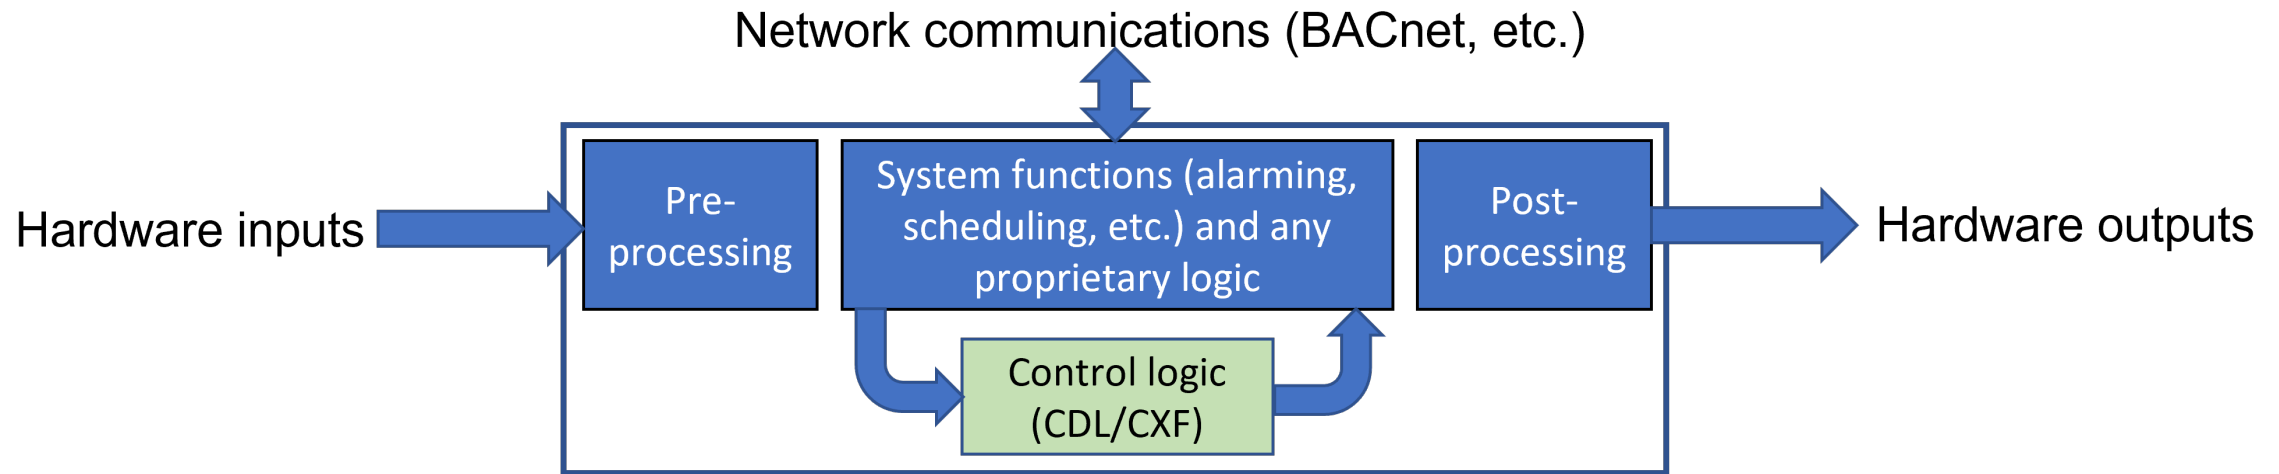 Network communications (BACnet, etc.)
Hardware inputs
Pre-
processing
System functions (alarming,
scheduling, etc.) and any
proprietary logic
Post-
processing
Hardware outputs
Control logic
(CDL/CXF)